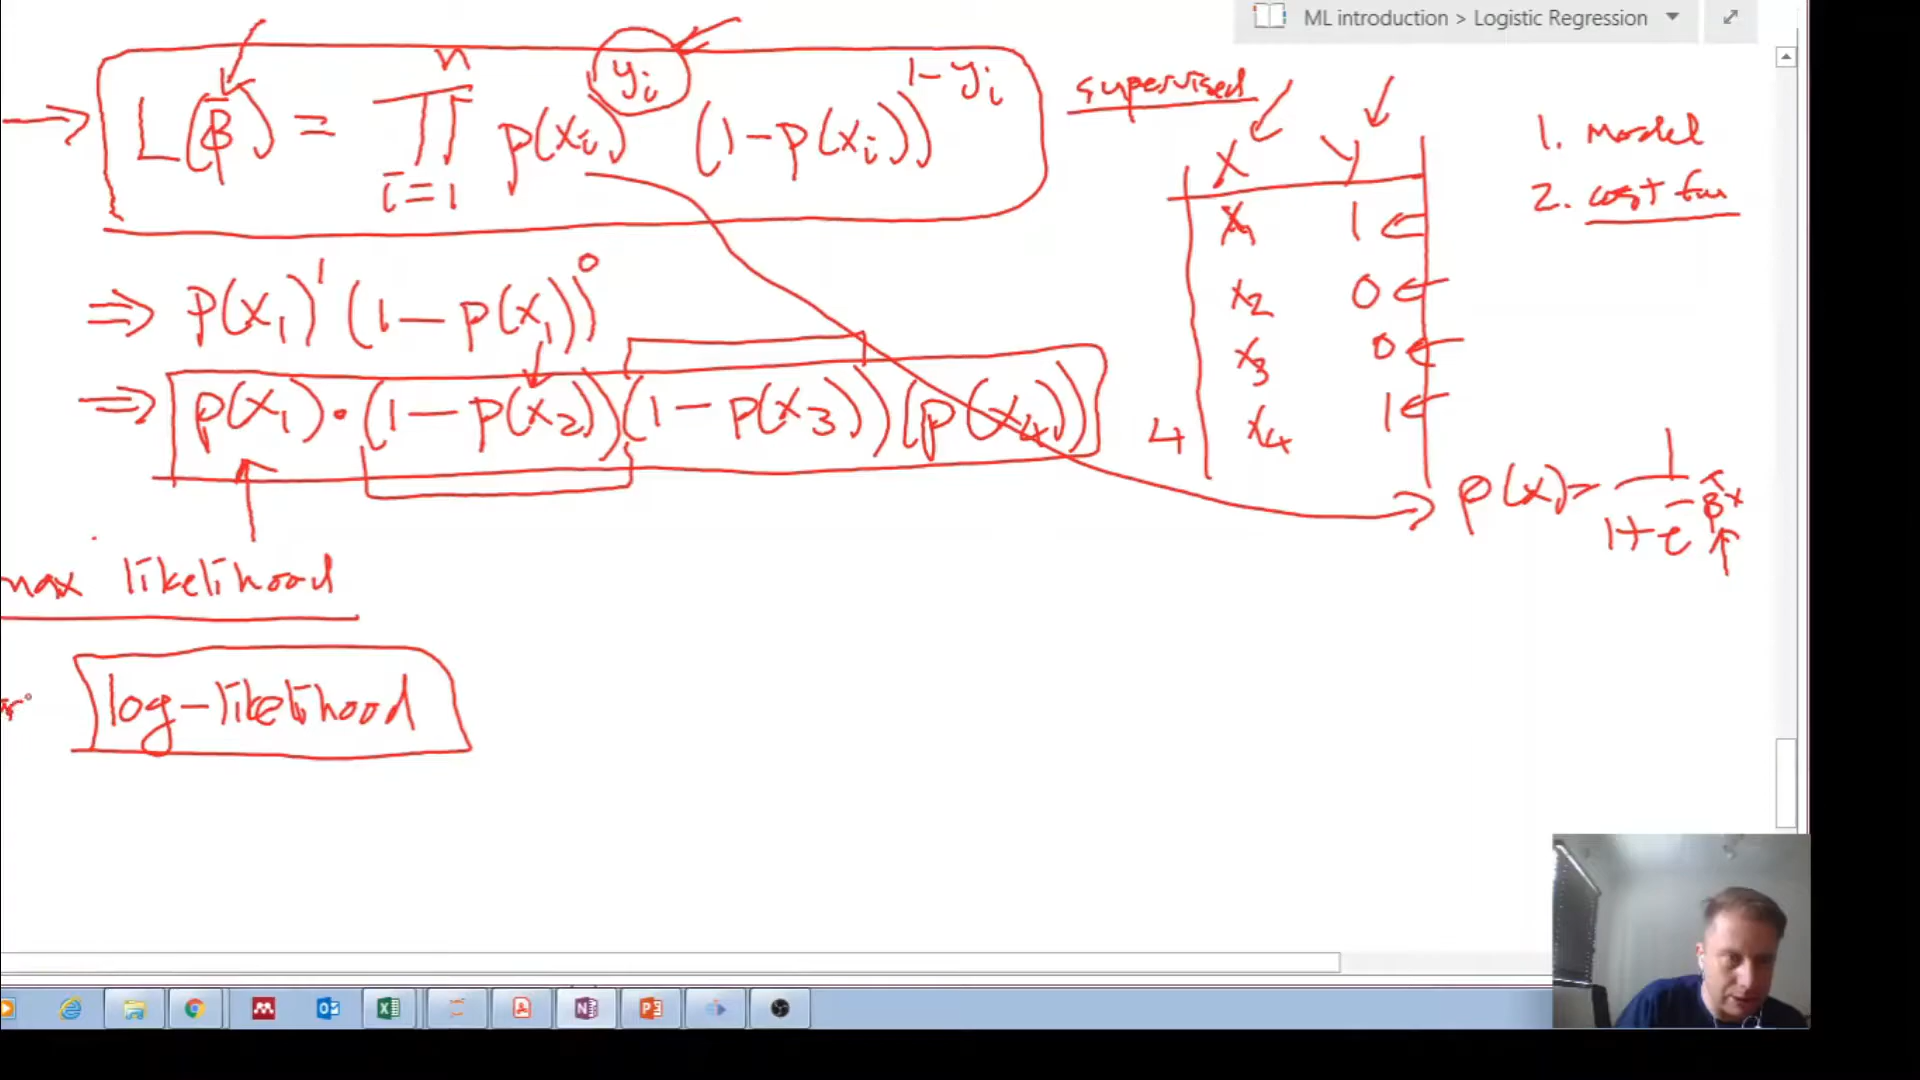 ML introduction > Logistic Regression
L(β̄) = ∏ᵢ₌₁ⁿ p(xᵢ)^yᵢ (1-p(xᵢ))^1-yᵢ
⇒ P(x₁)¹ (1-p(x₁))⁰
⇒ p(x₁)·(1-p(x₂))(1-p(x₃))(p(x₄))
max likelihood
log-likelihood
supervised
X Y
x₁ 1
x₂ 0
x₃ 0
4 x₄ 1
1. Model
2. cost fun
p(x)= 1 / 1+e^-β̂x